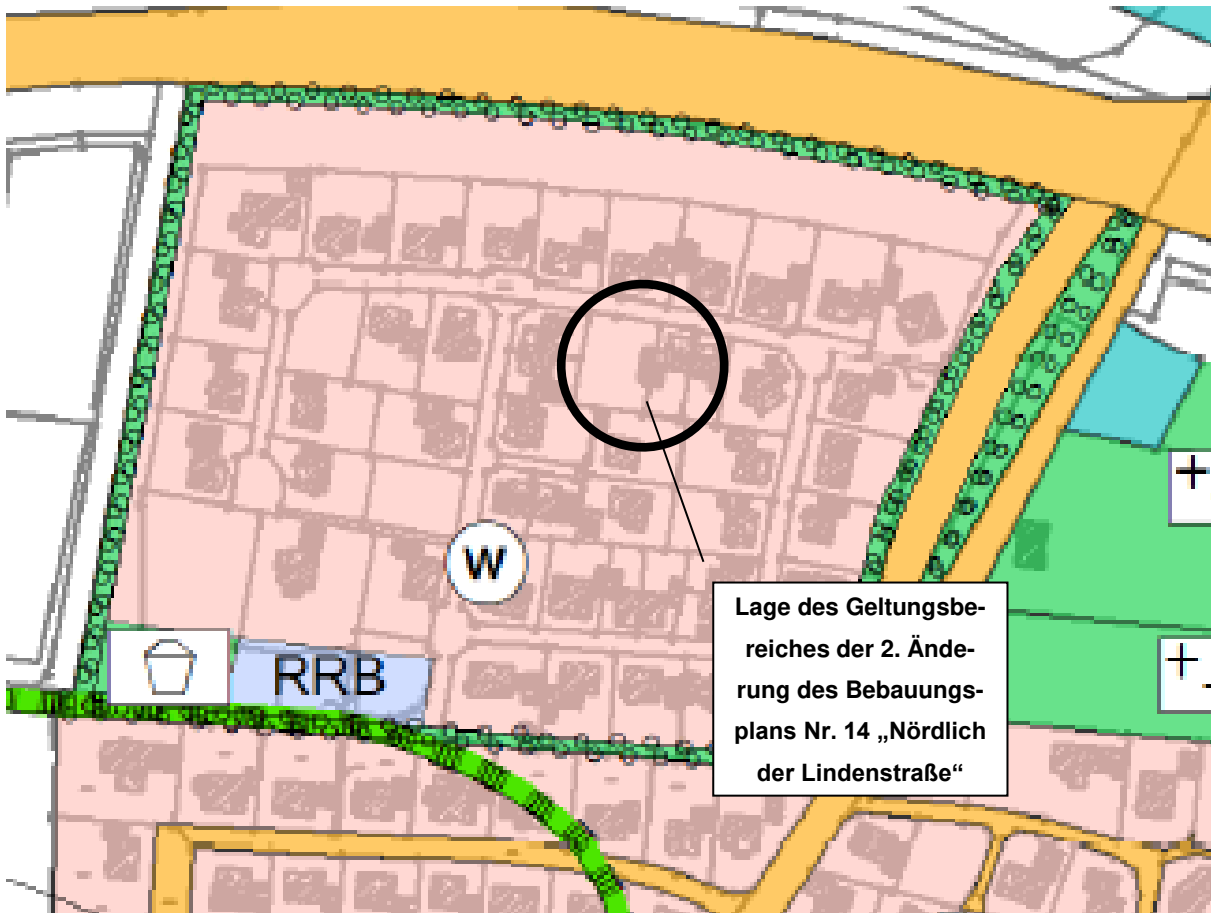 W
RRB
Lage des Geltungsbe-
reiches der 2. Ände-
rung des Bebauungs-
plans Nr. 14 „Nördlich
der Lindenstraße“